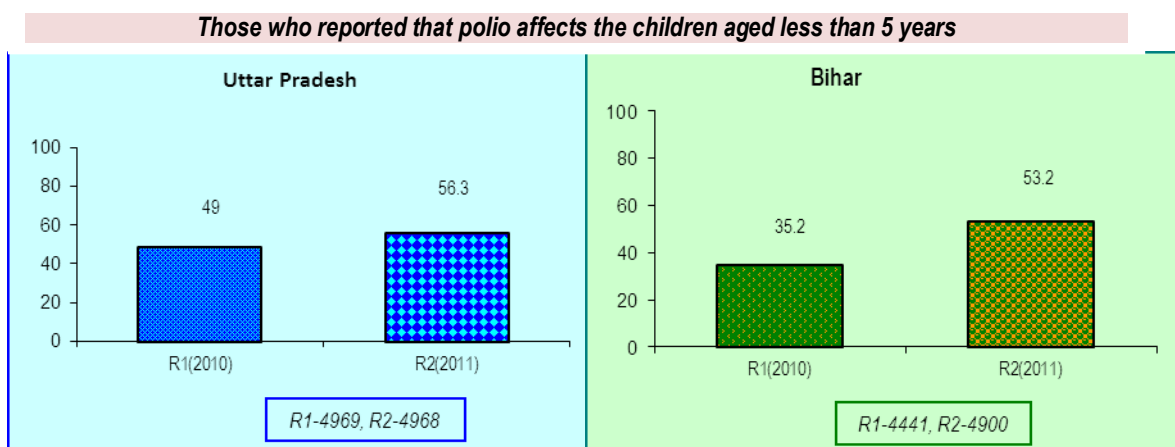 Those who reported that polio affects the children aged less than 5 years
Uttar Pradesh
100
80
60
40
20
0
49
56.3
R1(2010)
R2(2011)
R1-4969, R2-4968
Bihar
100
80
60
40
20
0
35.2
53.2
R1(2010)
R2(2011)
R1-4441, R2-4900